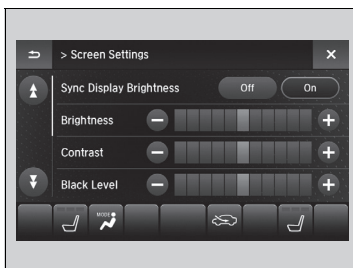 > Screen Settings
Sync Display Brightness Off On
Brightness
Contrast
Black Level
MODE